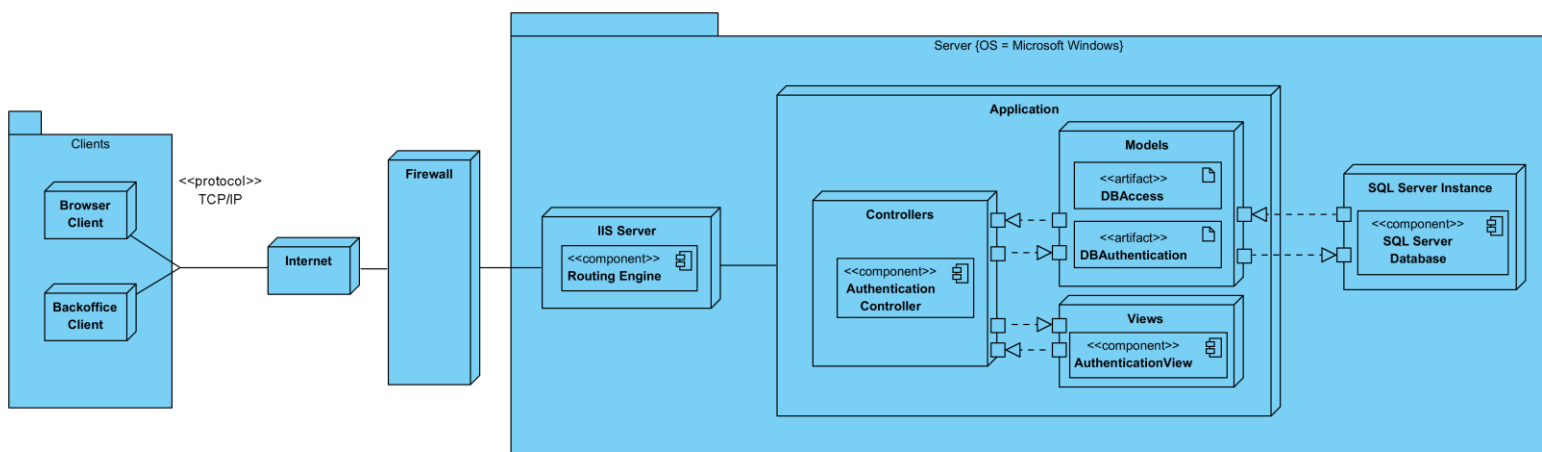 Server {OS = Microsoft Windows}
Clients
Browser
Client
Backoffice
Client
<<protocol>>
TCP/IP
Internet
Firewall
IIS Server
<<component>>
Routing Engine
Application
Controllers
<<component>>
Authentication
Controller
Models
<<artifact>>
DBAccess
<<artifact>>
DBAuthentication
Views
<<component>>
AuthenticationView
SQL Server Instance
<<component>>
SQL Server
Database